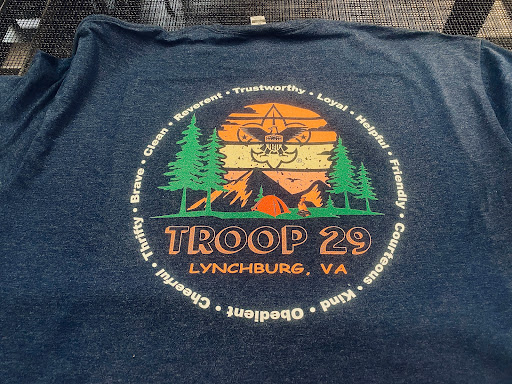 Trustworthy • Loyal • Helpful • Friendly • Courteous • Kind • Obedient • Cheerful • Thrifty • Brave • Clean • Reverent •
TROOP 29
LYNCHBURG, VA